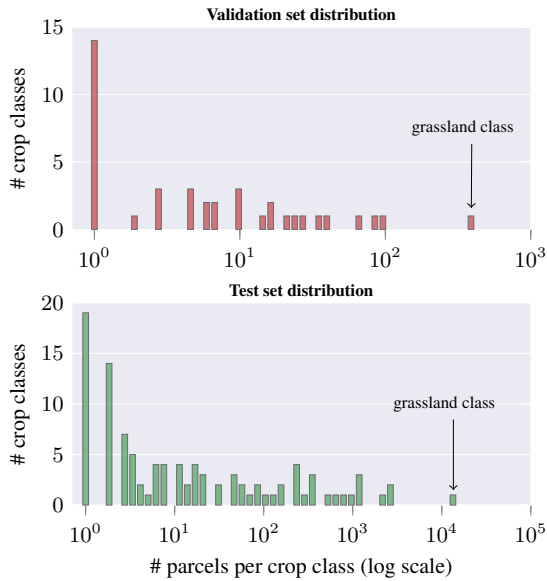 Validation set distribution
15
10
5
0
# crop classes
grassland class
10^0
10^1
10^2
10^3
Test set distribution
20
15
10
5
0
# crop classes
grassland class
10^0
10^1
10^2
10^3
10^4
10^5
# parcels per crop class (log scale)